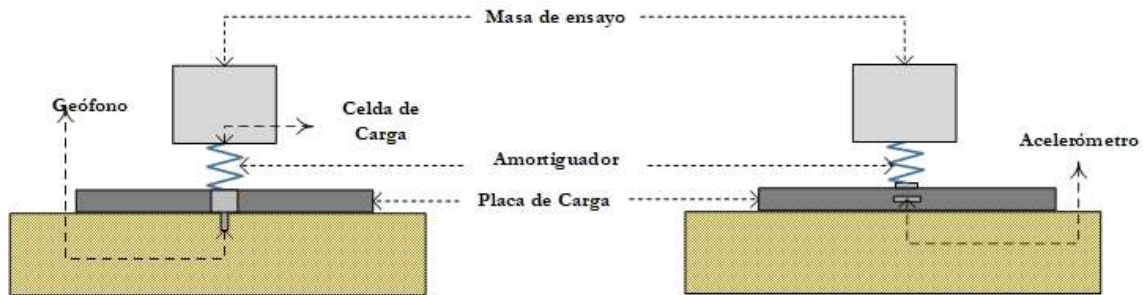 Masa de ensayo
Geófono
Celda de
Carga
Acelerómetro
Amortiguador
Placa de Carga